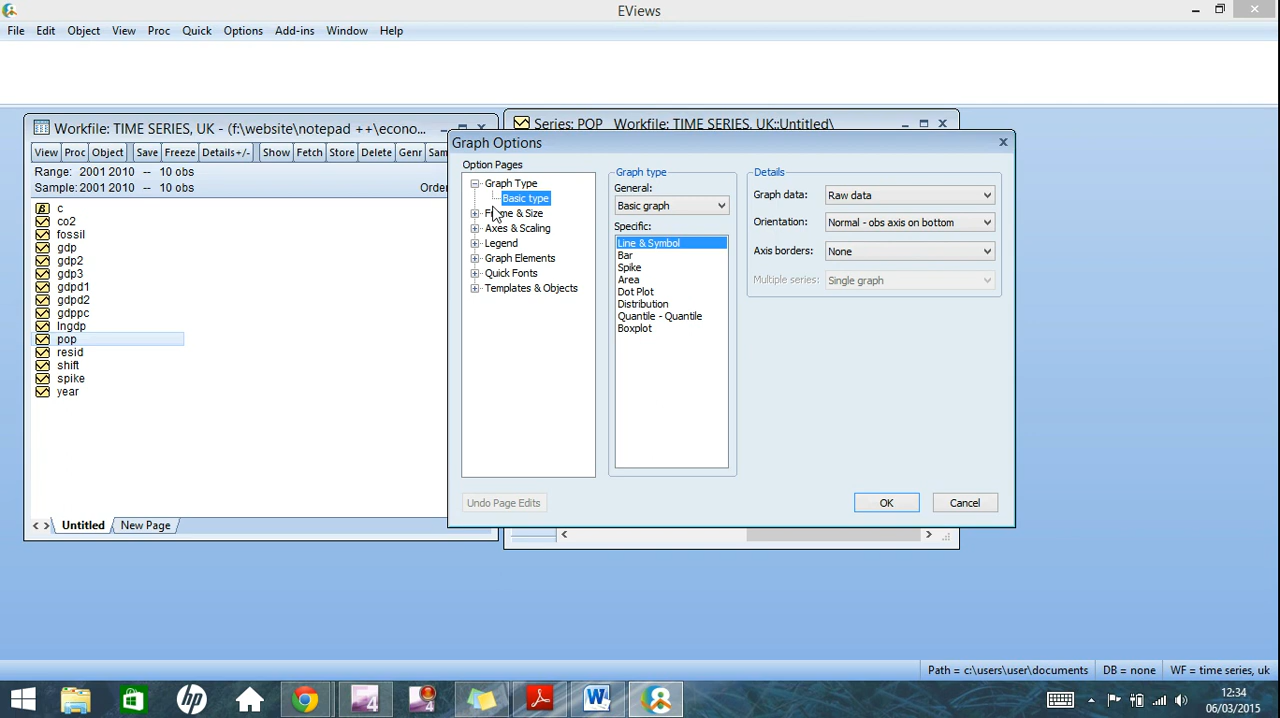 EViews
File Edit Object View Proc Quick Options Add-ins Window Help
Workfile: TIME SERIES, UK - (f:\website\notepad ++\econo...
View Proc Object Save Freeze Details+/- Show Fetch Store Delete Genr Sam
Range: 2001 2010 -- 10 obs
Sample: 2001 2010 -- 10 obs Order
c
co2
fossil
gdp
gdp2
gdp3
gdpd1
gdpd2
gdppc
lngdp
pop
resid
shift
spike
year
Untitled New Page
Series: POP Workfile: TIME SERIES, UK::Untitled\
Graph Options
Option Pages
Graph Type
Basic type
Frame & Size
Axes & Scaling
Legend
Graph Elements
Quick Fonts
Templates & Objects
Undo Page Edits
Graph type
General:
Basic graph
Specific:
Line & Symbol
Bar
Spike
Area
Dot Plot
Distribution
Quantile - Quantile
Boxplot
Details
Graph data: Raw data
Orientation: Normal - obs axis on bottom
Axis borders: None
Multiple series: Single graph
OK Cancel
Path = c:\users\user\documents DB = none WF = time series, uk
12:34
06/03/2015